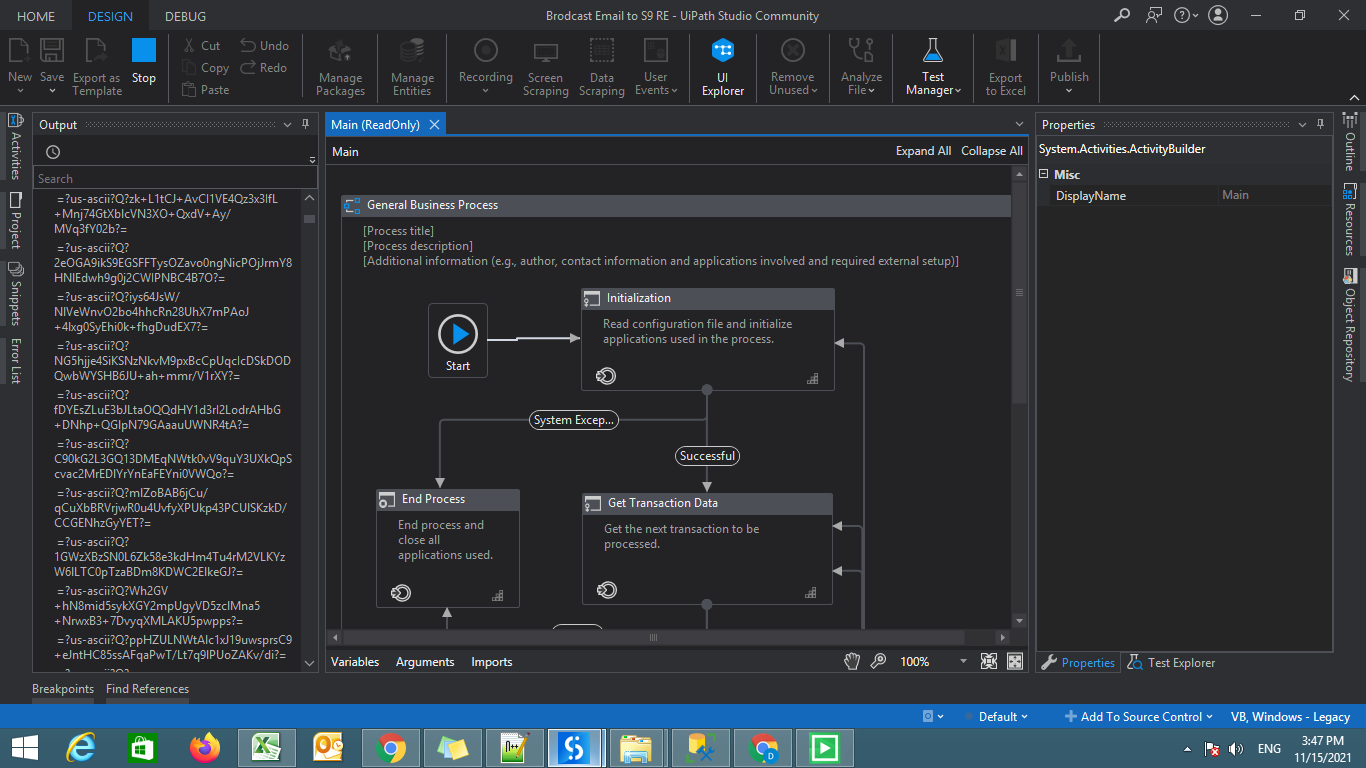 HOME DESIGN DEBUG
Brodcast Email to S9 RE - UiPath Studio Community
New
Save
Export as Template
Stop
Cut
Copy
Paste
Undo
Redo
Manage Packages
Manage Entities
Recording
Screen Scraping
Data Scraping
User Events
UI Explorer
Remove Unused
Analyze File
Test Manager
Export to Excel
Publish
Activities
Project
Snippets
Error List
Output
Search
=?us-ascii?Q?zk+L1tCJ+AvCl1VE4Qz3x3lfL
+Mnj74GtXbIcVN3XO+QxdV+Ay/
MVq3fY02b?=
=?us-ascii?Q?
2eOGA9ikS9EGSFFTysOZavo0ngNicPOjJrmY8
HNIEdwh9g0j2CWlPNBC4B7O?=
=?us-ascii?Q?iys64JsW/
NIVeWnvO2bo4hhcRn28UhX7mPAoJ
+4lxg0SyEhi0k+fhgDudEX7?=
=?us-ascii?Q?
NG5hjje4SiKSNzNkvM9pxBcCpUqclcDSkDOD
QwbWYSHB6JU+ah+mmr/V1rXY?=
=?us-ascii?Q?
fDYEsZLuE3bJLtaOQQdHY1d3rl2LodrAHbG
+DNhp+QGlpN79GAaauUWNR4tA?=
=?us-ascii?Q?
C90kG2L3GQ13DMEqNWtk0vV9quY3UXkQpS
cvac2MrEDlYrYnEaFEYni0VWQo?=
=?us-ascii?Q?mlZoBAB6jCu/
qCuXbBRVrjwR0u4UvfyXPUkp43PCUISKzkD/
CCGENhzGyYET?=
=?us-ascii?Q?
1GWzXBzSN0L6Zk58e3kdHm4Tu4rM2VLKYz
W6lLTC0pTzaBDm8KDWC2ElkeGJ?=
=?us-ascii?Q?Wh2GV
+hN8mid5sykXGY2mpUgyVD5zclMna5
+NrwxB3+7DvyqXMLAKU5pwpps?=
=?us-ascii?Q?ppHZULNWtAlc1xJ19uwsprsC9
+eJntHC85ssAFqaPwT/Lt7q9lPUoZAKv/di?=
Breakpoints Find References
Main (ReadOnly)
Main
Expand All Collapse All
General Business Process
[Process title]
[Process description]
[Additional information (e.g., author, contact information and applications involved and required external setup)]
Start
Initialization
Read configuration file and initialize
applications used in the process.
System Excep...
Successful
End Process
End process and
close all
applications used.
Get Transaction Data
Get the next transaction to be
processed.
Variables Arguments Imports
100%
Properties
System.Activities.ActivityBuilder
Misc
DisplayName Main
Properties Test Explorer
Outline
Resources
Object Repository
Default
Add To Source Control
VB, Windows - Legacy
ENG
3:47 PM
11/15/2021